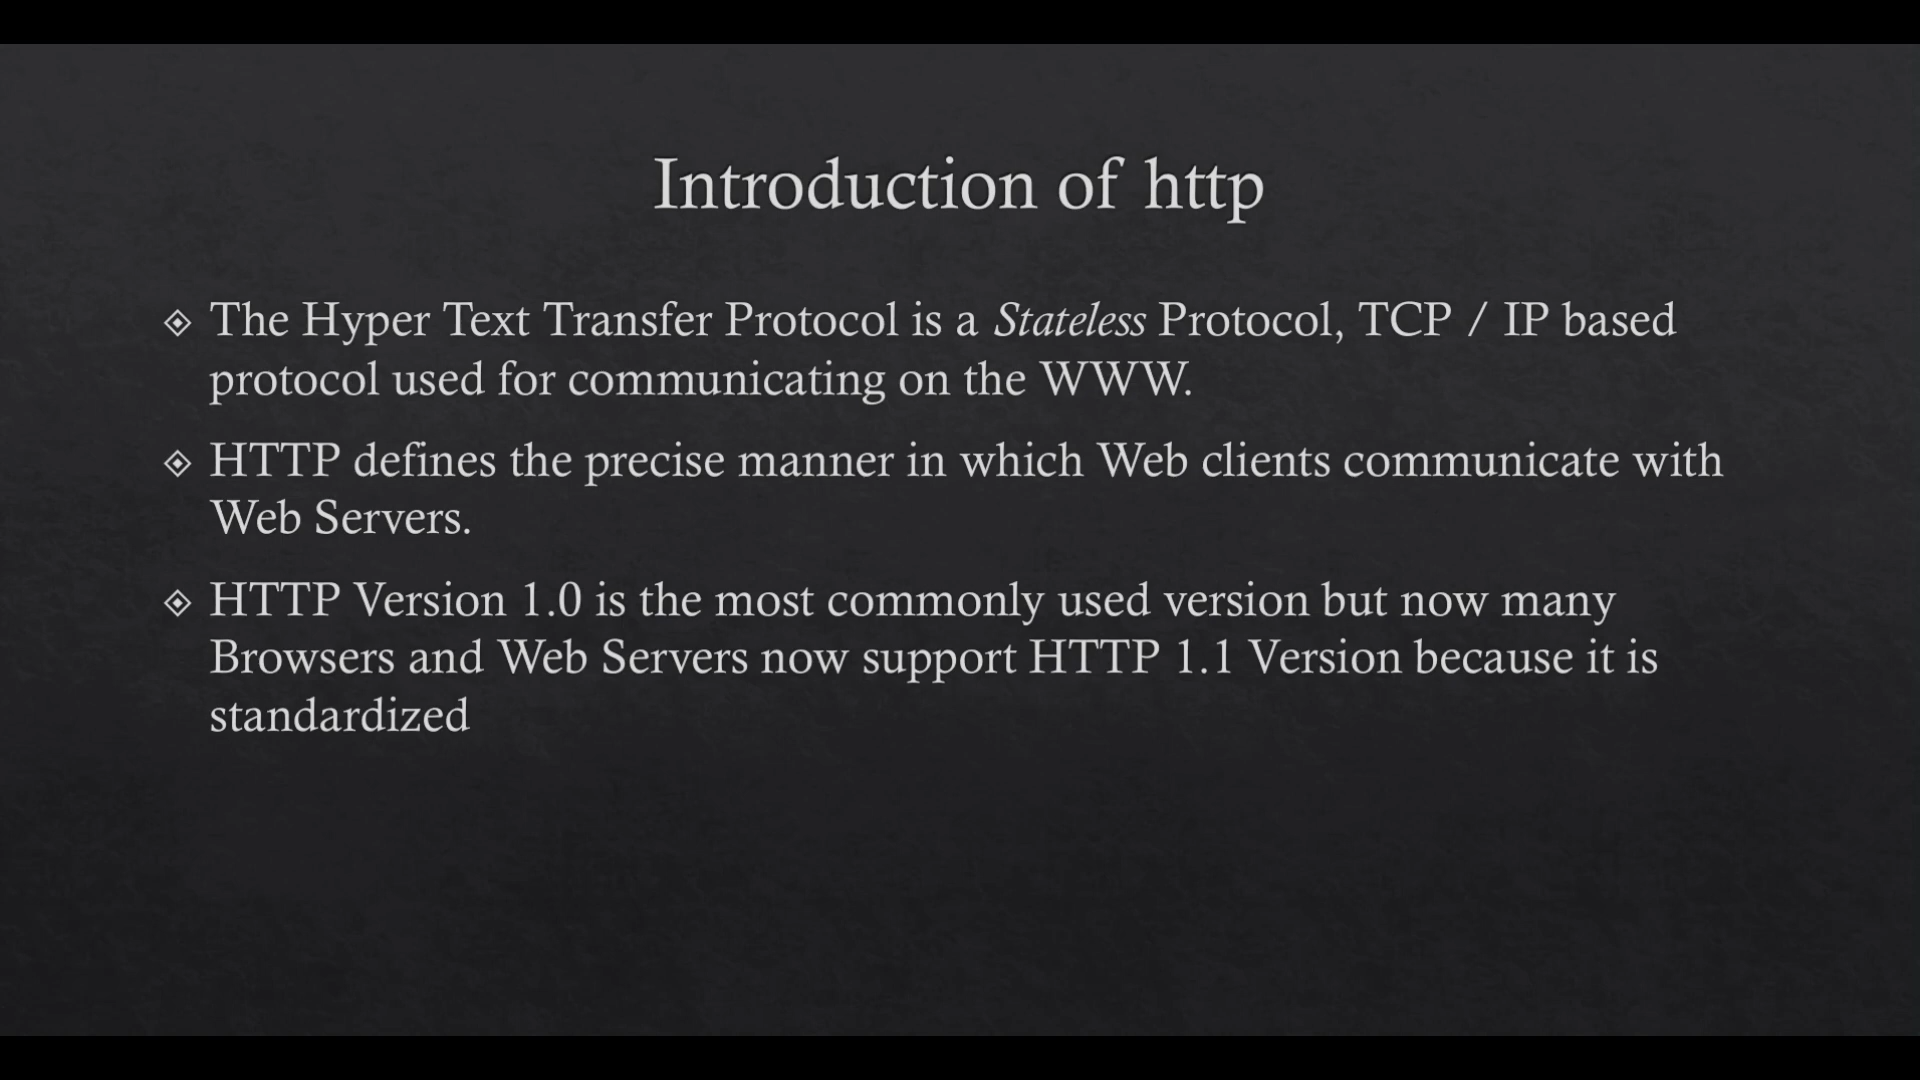 Introduction of http
The Hyper Text Transfer Protocol is a Stateless Protocol, TCP / IP based
protocol used for communicating on the WWW.
HTTP defines the precise manner in which Web clients communicate with
Web Servers.
HTTP Version 1.0 is the most commonly used version but now many
Browsers and Web Servers now support HTTP 1.1 Version because it is
standardized